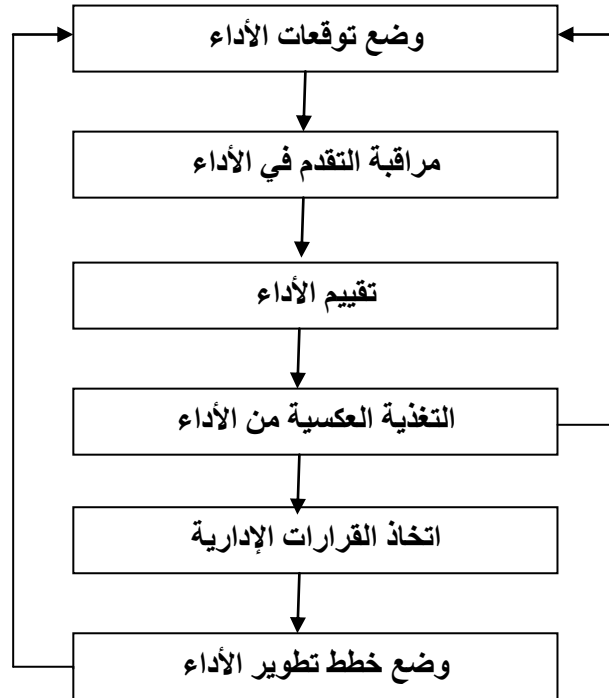 وضع توقعات الأداء
مراقبة التقدم في الأداء
تقييم الأداء
التغذية العكسية من الأداء
اتخاذ القرارات الإدارية
وضع خطط تطوير الأداء